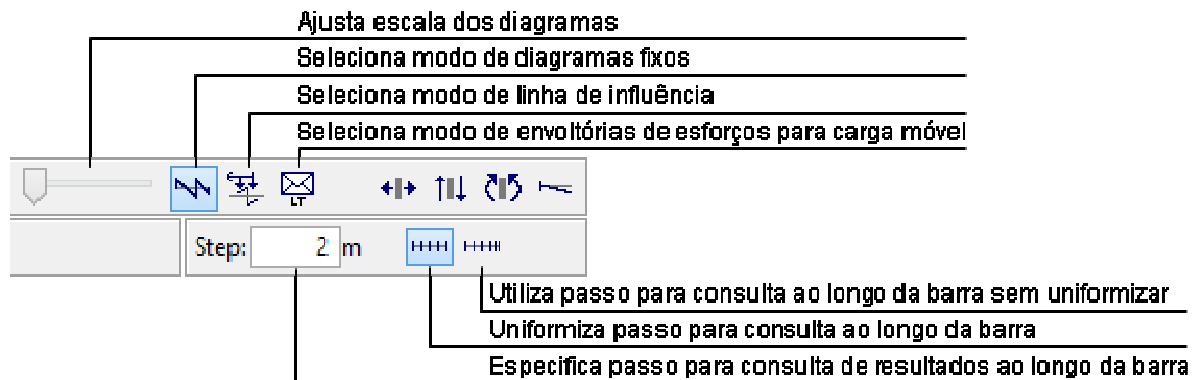 Ajusta escala dos diagramas
Seleciona modo de diagramas fixos
Seleciona modo de linha de influência
Seleciona modo de envoltórias de esforços para carga móvel
LT
Step: 2 m
Utiliza passo para consulta ao longo da barra sem uniformizar
Uniformiza passo para consulta ao longo da barra
Especifica passo para consulta de resultados ao longo da barra